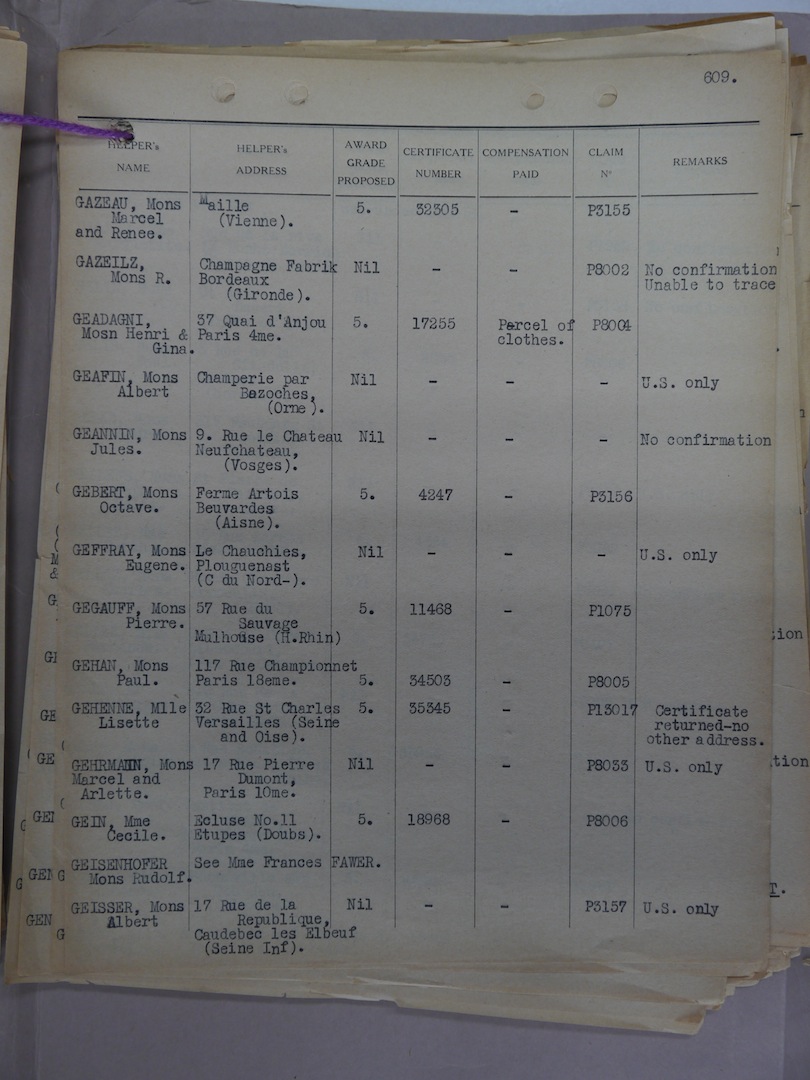 609.
HELPER's NAME | HELPER's ADDRESS | AWARD GRADE PROPOSED | CERTIFICATE NUMBER | COMPENSATION PAID | CLAIM Nº | REMARKS
GAZEAU, Mons Maille 5. 32305 - P3155
Marcel (Vienne).
and Renee.
GAZEILZ, Champagne Fabrik Nil - - P8002 No confirmation
Mons R. Bordeaux Unable to trace
(Gironde).
GEADAGNI, 37 Quai d'Anjou 5. 17255 Parcel of P8004
Mosn Henri & Paris 4me. clothes.
Gina.
GEAFIN, Mons Champerie par Nil - - - U.S. only
Albert Bazoches,
(Orne ).
GEANNIN, Mons 9. Rue le Chateau Nil - - - No confirmation
Jules. Neufchateau,
(Vosges).
GEBERT, Mons Ferme Artois 5. 4247 - P3156
Octave. Beuvardes
(Aisne).
GEFFRAY, Mons Le Chauchies, Nil - - - U.S. only
Eugene. Plouguenast
(C du Nord-).
GEGAUFF, Mons 57 Rue du 5. 11468 - P1075
Pierre. Sauvage
Mulhouse (H.Rhin)
GEHAN, Mons 117 Rue Championnet
Paul. Paris 18eme. 5. 34503 - P8005
GEHENNE, Mlle 32 Rue St Charles 5. 35345 - P13017 Certificate
Lisette Versailles (Seine returned-no
and Oise). other address.
GEHRMANN, Mons 17 Rue Pierre Nil - - P8033 U.S. only
Marcel and Dumont,
Arlette. Paris 10me.
GEIN, Mme Ecluse No.11 5. 18968 - P8006
Cecile. Etupes (Doubs).
GEISENHOFER See Mme Frances FAWER.
Mons Rudolf.
GEISSER, Mons 17 Rue de la Nil - - P3157 U.S. only
Albert Republique,
Caudebec les Elbeuf
(Seine Inf).